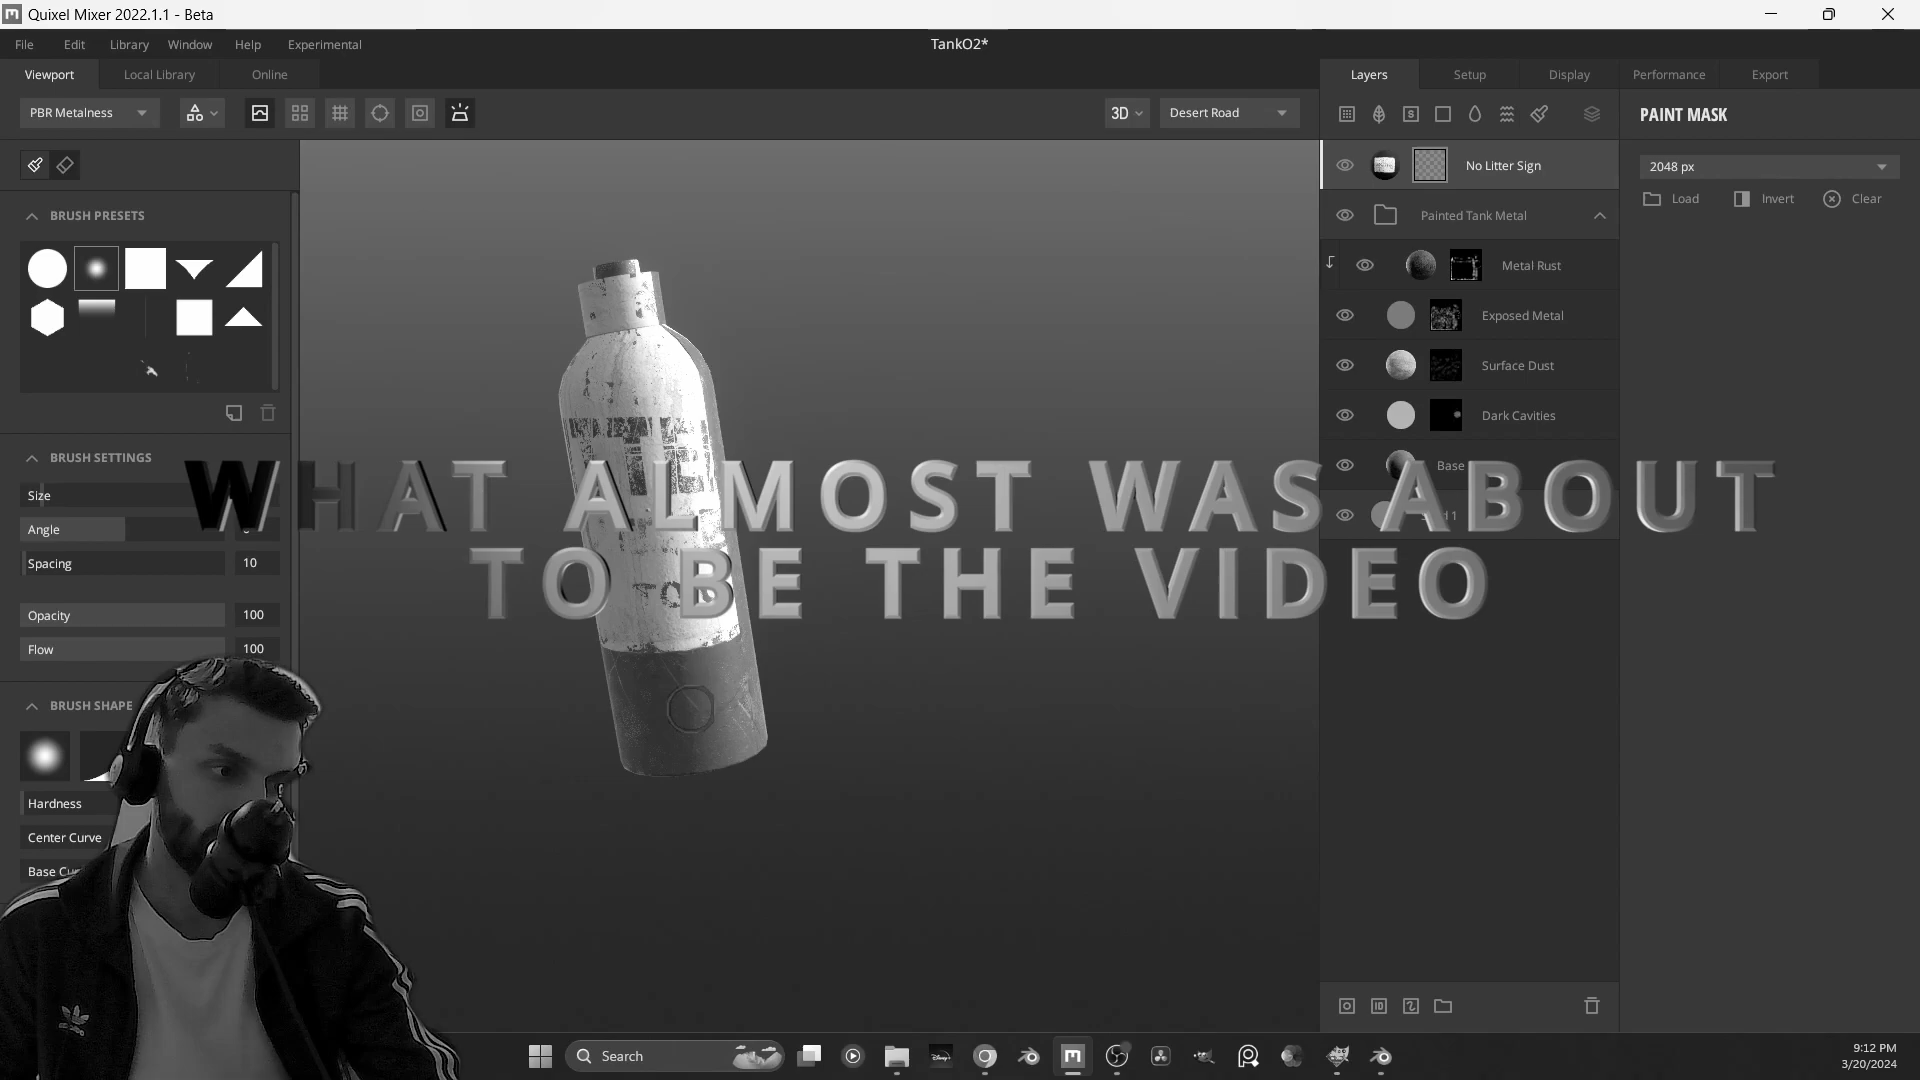 Quixel Mixer 2022.1.1 - Beta
File Edit Library Window Help Experimental
TankO2*
Viewport Local Library Online
Layers Setup Display Performance Export
PBR Metalness
3D Desert Road
PAINT MASK
No Litter Sign
2048 px
Load Invert Clear
BRUSH PRESETS
Painted Tank Metal
Metal Rust
Exposed Metal
Surface Dust
Dark Cavities
BRUSH SETTINGS
Base
Size
WHAT ALMOST WAS ABOUT
TO BE THE VIDEO
Angle
Spacing 10
Opacity 100
Flow 100
BRUSH SHAPE
Hardness
Center Curve
Base
Search
Disney+
9:12 PM
3/20/2024